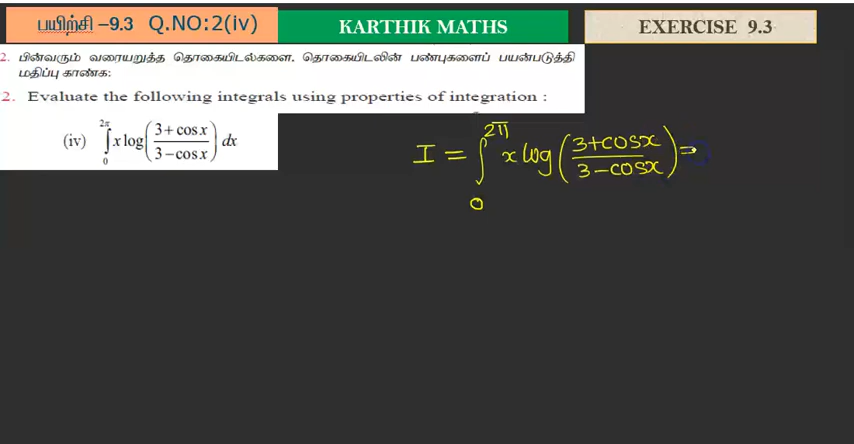 பயிற்சி –9.3 Q.NO:2(iv)
KARTHIK MATHS
EXERCISE 9.3
2. பின்வரும் வரையறுத்த தொகையிடல்களை, தொகையிடலின் பண்புகளைப் பயன்படுத்தி
மதிப்பு காண்க:
2. Evaluate the following integrals using properties of integration :
(iv) ∫₀^{2π} x log((3+cos x)/(3−cos x)) dx
I = ∫₀^{2π} x log((3+cosx)/(3−cosx)) →